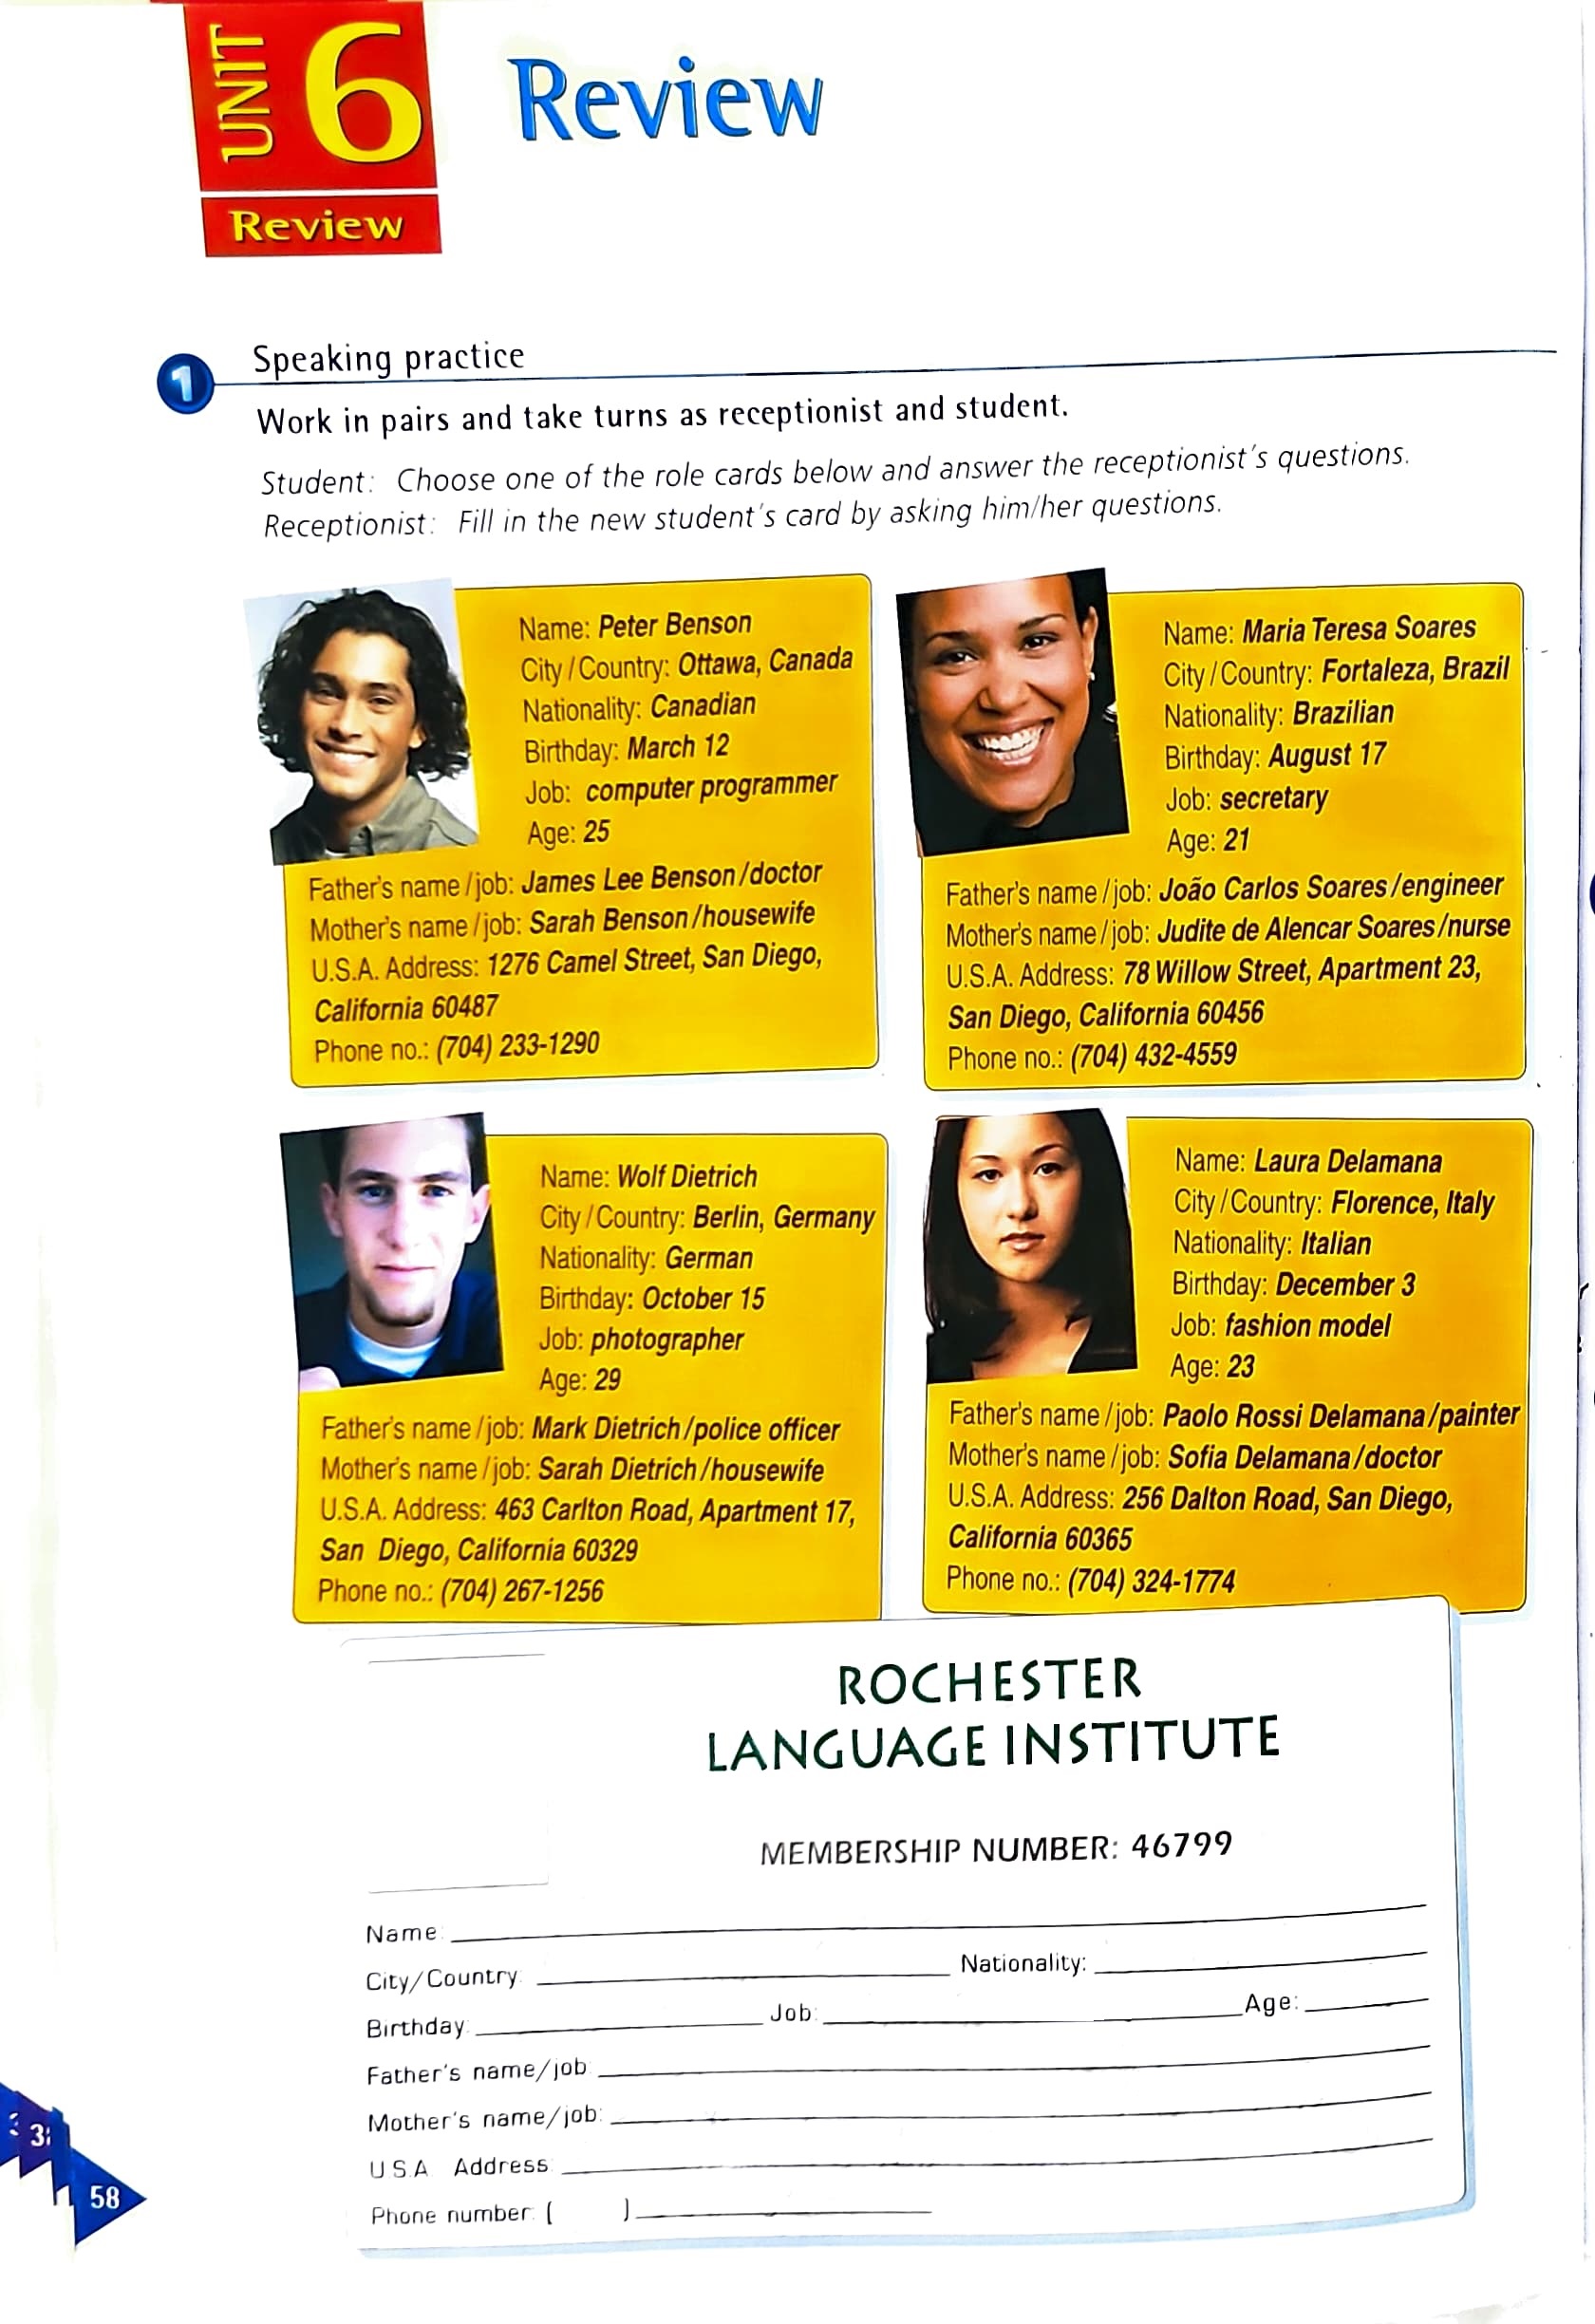 UNIT 6
Review
Review
1 Speaking practice
Work in pairs and take turns as receptionist and student.
Student: Choose one of the role cards below and answer the receptionist's questions.
Receptionist: Fill in the new student's card by asking him/her questions.
Name: Peter Benson
City/Country: Ottawa, Canada
Nationality: Canadian
Birthday: March 12
Job: computer programmer
Age: 25
Father's name/job: James Lee Benson/doctor
Mother's name/job: Sarah Benson/housewife
U.S.A. Address: 1276 Camel Street, San Diego,
California 60487
Phone no.: (704) 233-1290
Name: Maria Teresa Soares
City/Country: Fortaleza, Brazil
Nationality: Brazilian
Birthday: August 17
Job: secretary
Age: 21
Father's name/job: João Carlos Soares/engineer
Mother's name/job: Judite de Alencar Soares/nurse
U.S.A. Address: 78 Willow Street, Apartment 23,
San Diego, California 60456
Phone no.: (704) 432-4559
Name: Wolf Dietrich
City/Country: Berlin, Germany
Nationality: German
Birthday: October 15
Job: photographer
Age: 29
Father's name/job: Mark Dietrich/police officer
Mother's name/job: Sarah Dietrich/housewife
U.S.A. Address: 463 Carlton Road, Apartment 17,
San Diego, California 60329
Phone no.: (704) 267-1256
Name: Laura Delamana
City/Country: Florence, Italy
Nationality: Italian
Birthday: December 3
Job: fashion model
Age: 23
Father's name/job: Paolo Rossi Delamana/painter
Mother's name/job: Sofia Delamana/doctor
U.S.A. Address: 256 Dalton Road, San Diego,
California 60365
Phone no.: (704) 324-1774
ROCHESTER
LANGUAGE INSTITUTE
MEMBERSHIP NUMBER: 46799
Name:
City/Country: Nationality:
Birthday: Job: Age:
Father's name/job:
Mother's name/job:
U.S.A. Address:
Phone number: ( )
58